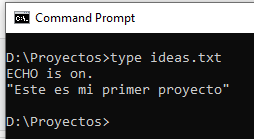 Command Prompt
D:\Proyectos>type ideas.txt
ECHO is on.
"Este es mi primer proyecto"
D:\Proyectos>